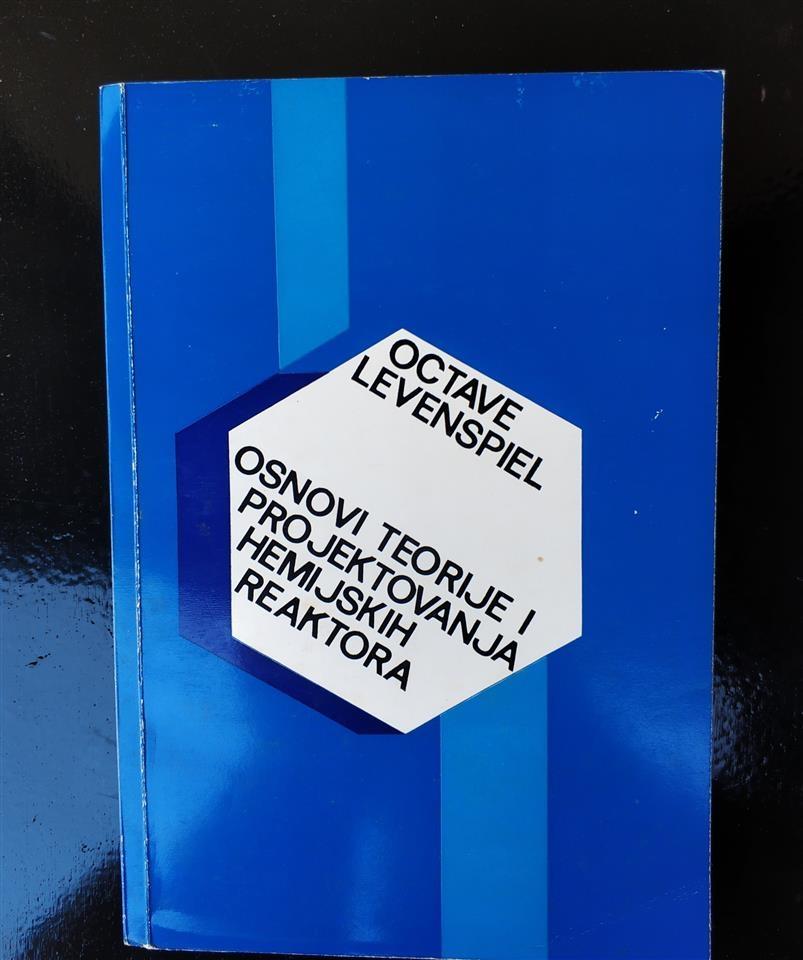 OCTAVE
LEVENSPIEL
OSNOVI TEORIJE I
PROJEKTOVANJA
HEMIJSKIH
REAKTORA